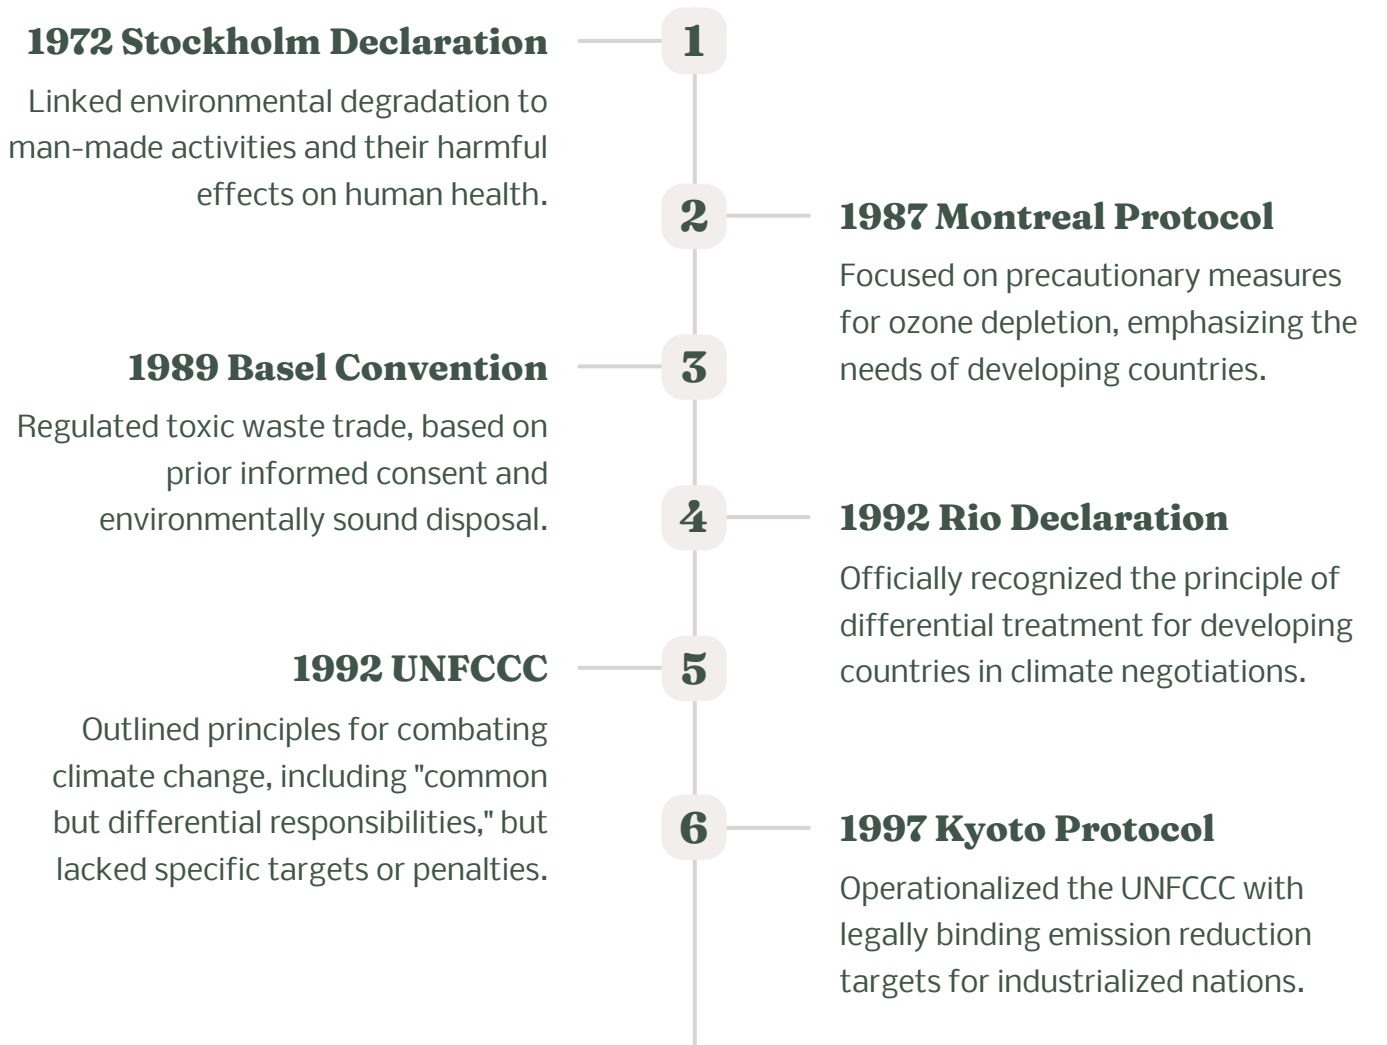 1972 Stockholm Declaration
1
Linked environmental degradation to
man-made activities and their harmful
effects on human health.
2
1987 Montreal Protocol
Focused on precautionary measures
for ozone depletion, emphasizing the
needs of developing countries.
1989 Basel Convention
3
Regulated toxic waste trade, based on
prior informed consent and
environmentally sound disposal.
4
1992 Rio Declaration
Officially recognized the principle of
differential treatment for developing
countries in climate negotiations.
1992 UNFCCC
5
Outlined principles for combating
climate change, including "common
but differential responsibilities," but
lacked specific targets or penalties.
6
1997 Kyoto Protocol
Operationalized the UNFCCC with
legally binding emission reduction
targets for industrialized nations.